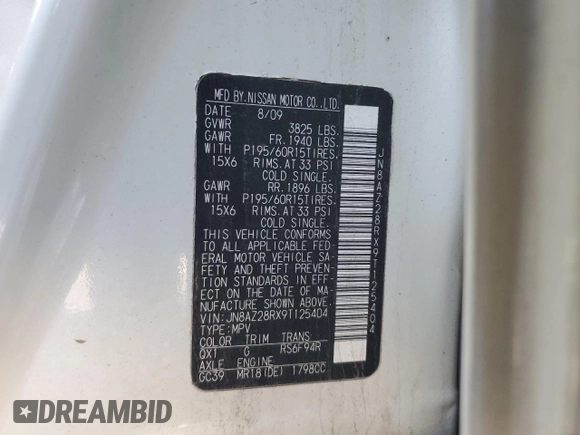 MFD BY.NISSAN MOTOR CO.,LTD.
DATE 8/09
GVWR 3825 LBS.
GAWR FR. 1940 LBS.
WITH P195/60R15TIRES.
15X6 RIMS.AT 33 PSI
COLD SINGLE.
GAWR RR. 1896 LBS.
WITH P195/60R15TIRES.
15X6 RIMS.AT 33 PSI
COLD SINGLE.
THIS VEHICLE CONFORMS
TO ALL APPLICABLE FED-
ERAL MOTOR VEHICLE SA-
FETY AND THEFT PREVEN-
TION STANDARDS IN EFF-
ECT ON THE DATE OF MA-
NUFACTURE SHOWN ABOVE.
VIN: JN8AZ28RX9T125404
TYPE:MPV
COLOR TRIM TRANS
QX1 G RS6F94R
AXLE ENGINE
GC39 MR18(DE) 1798CC
JN8AZ28RX9T125404
DREAMBID